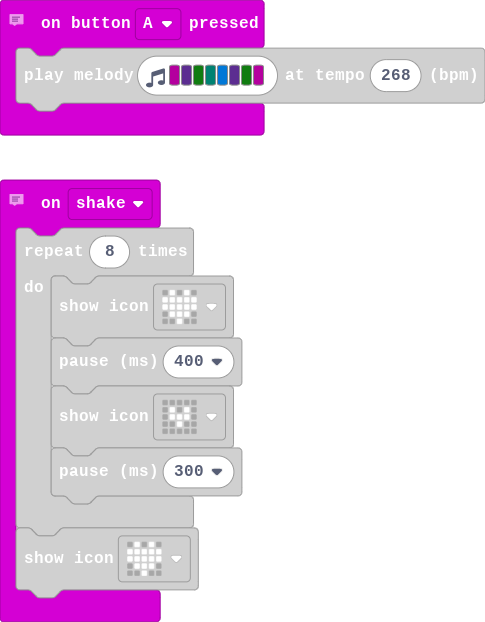 on button A pressed
play melody at tempo 268 (bpm)
on shake
repeat 8 times
do
show icon
pause (ms) 400
show icon
pause (ms) 300
show icon